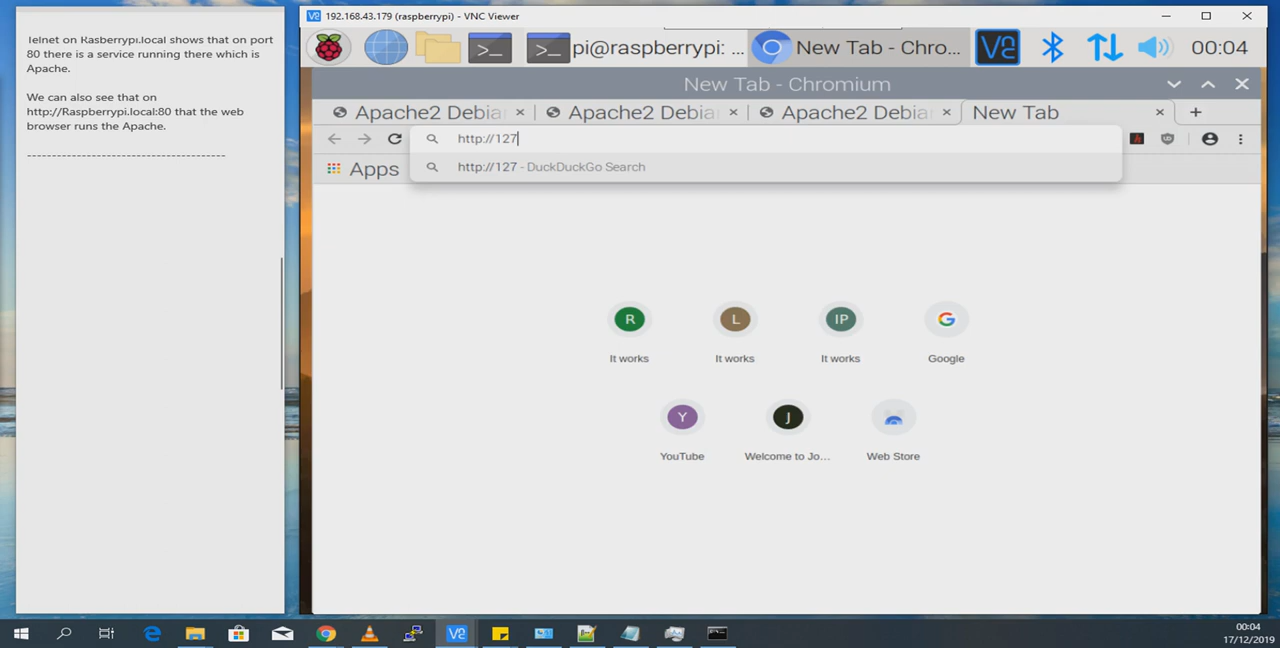 Telnet on Rasberrypi.local shows that on port
80 there is a service running there which is
Apache.
We can also see that on
http://Raspberrypi.local:80 that the web
browser runs the Apache.
----------------------------------------
192.168.43.179 (raspberrypi) - VNC Viewer
pi@raspberrypi: ...
New Tab - Chro...
00:04
New Tab - Chromium
Apache2 Debia
Apache2 Debia
Apache2 Debia
New Tab
http://127
Apps
http://127 - DuckDuckGo Search
R
L
IP
G
It works
It works
It works
Google
Y
J
YouTube
Welcome to Jo...
Web Store
00:04
17/12/2019